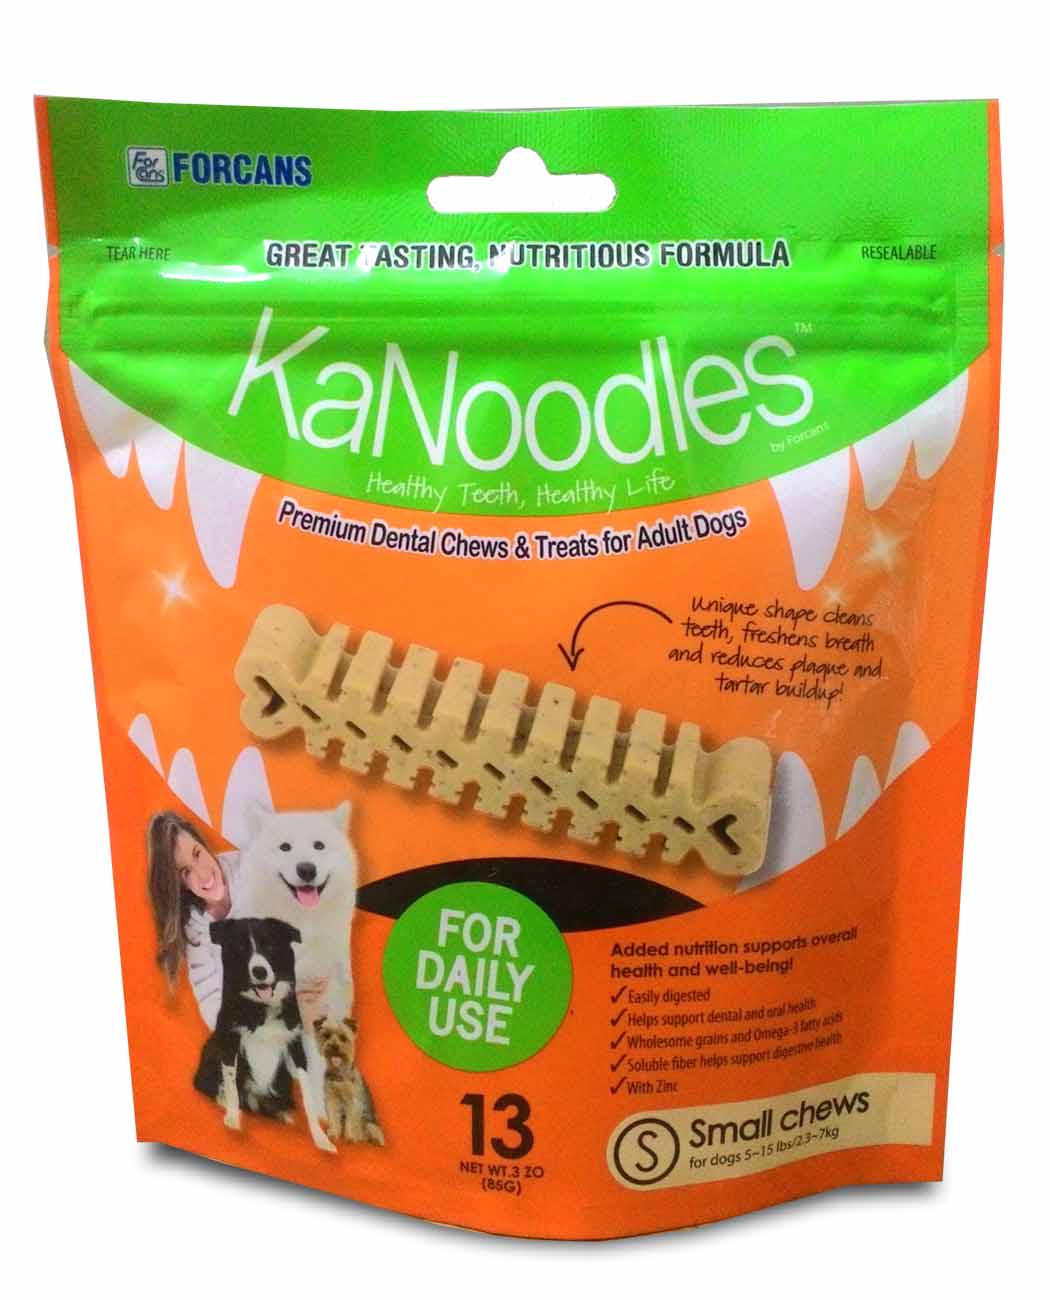 For Cans FORCANS
TEAR HERE
GREAT TASTING, NUTRITIOUS FORMULA
RESEALABLE
KaNoodles™
by Forcans
Healthy Teeth, Healthy Life
Premium Dental Chews & Treats for Adult Dogs
Unique shape cleans
teeth, freshens breath
and reduces plaque and
tartar buildup!
FOR
DAILY
USE
Added nutrition supports overall
health and well-being!
✓Easily digested
✓Helps support dental and oral health
✓Wholesome grains and Omega-3 fatty acids
✓Soluble fiber helps support digestive health
✓With Zinc
13
NET WT.3 ZO
(85G)
S Small chews
for dogs 5~15 lbs/2.3~7kg